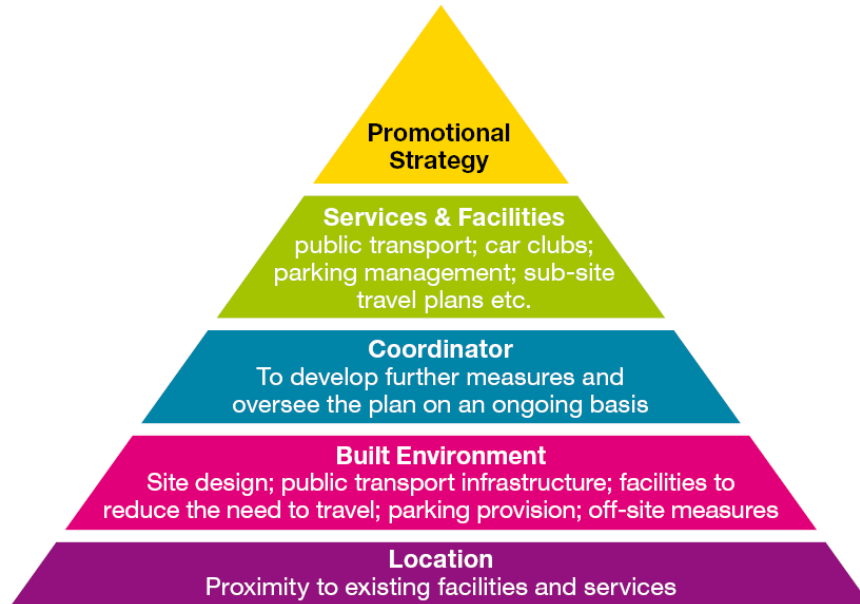 Promotional
Strategy
Services & Facilities
public transport; car clubs;
parking management; sub-site
travel plans etc.
Coordinator
To develop further measures and
oversee the plan on an ongoing basis
Built Environment
Site design; public transport infrastructure; facilities to
reduce the need to travel; parking provision; off-site measures
Location
Proximity to existing facilities and services